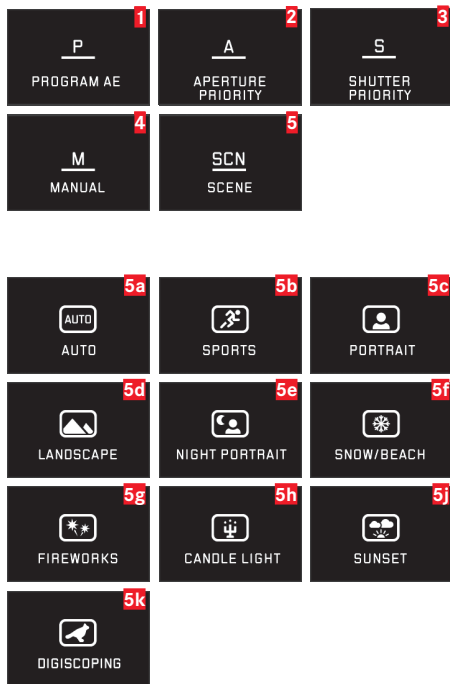 1
P
PROGRAM AE
2
A
APERTURE
PRIORITY
3
S
SHUTTER
PRIORITY
4
M
MANUAL
5
SCN
SCENE
5a
AUTO
AUTO
5b
SPORTS
5c
PORTRAIT
5d
LANDSCAPE
5e
NIGHT PORTRAIT
5f
SNOW/BEACH
5g
FIREWORKS
5h
CANDLE LIGHT
5j
SUNSET
5k
DIGISCOPING